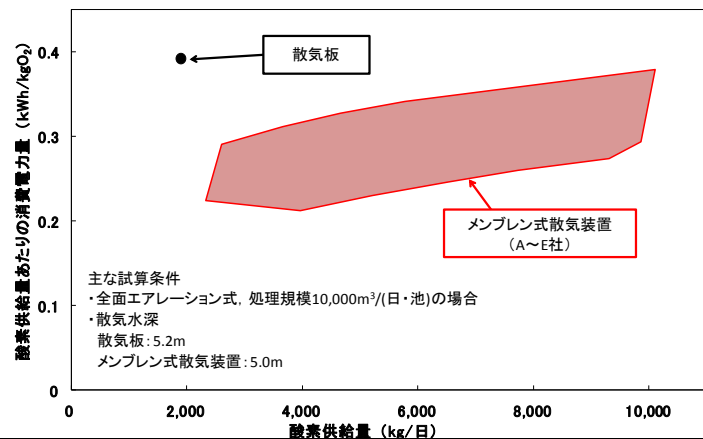 酸素供給量あたりの消費電力量 (kWh/kgO₂)
0.4
0.3
0.2
0.1
0
散気板
メンブレン式散気装置
(A～E社)
主な試算条件
・全面エアレーション式，処理規模10,000m³/(日・池)の場合
・散気水深
散気板：5.2m
メンブレン式散気装置：5.0m
0
2,000
4,000
6,000
8,000
10,000
酸素供給量 (kg/日)